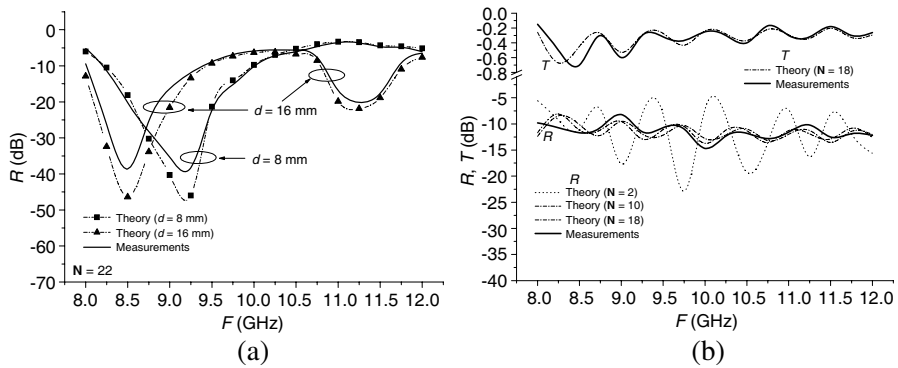 0
−10
−20
−30
−40
−50
−60
−70
R (dB)
d = 16 mm
d = 8 mm
Theory (d = 8 mm)
Theory (d = 16 mm)
Measurements
N = 22
8.0 8.5 9.0 9.5 10.0 10.5 11.0 11.5 12.0
F (GHz)
(a)
0.0
−0.2
−0.4
−0.6
−0.8
−5
−10
−15
−20
−25
−30
−35
−40
R, T (dB)
T
T
Theory (N = 18)
Measurements
R
R
Theory (N = 2)
Theory (N = 10)
Theory (N = 18)
Measurements
8.0 8.5 9.0 9.5 10.0 10.5 11.0 11.5 12.0
F (GHz)
(b)